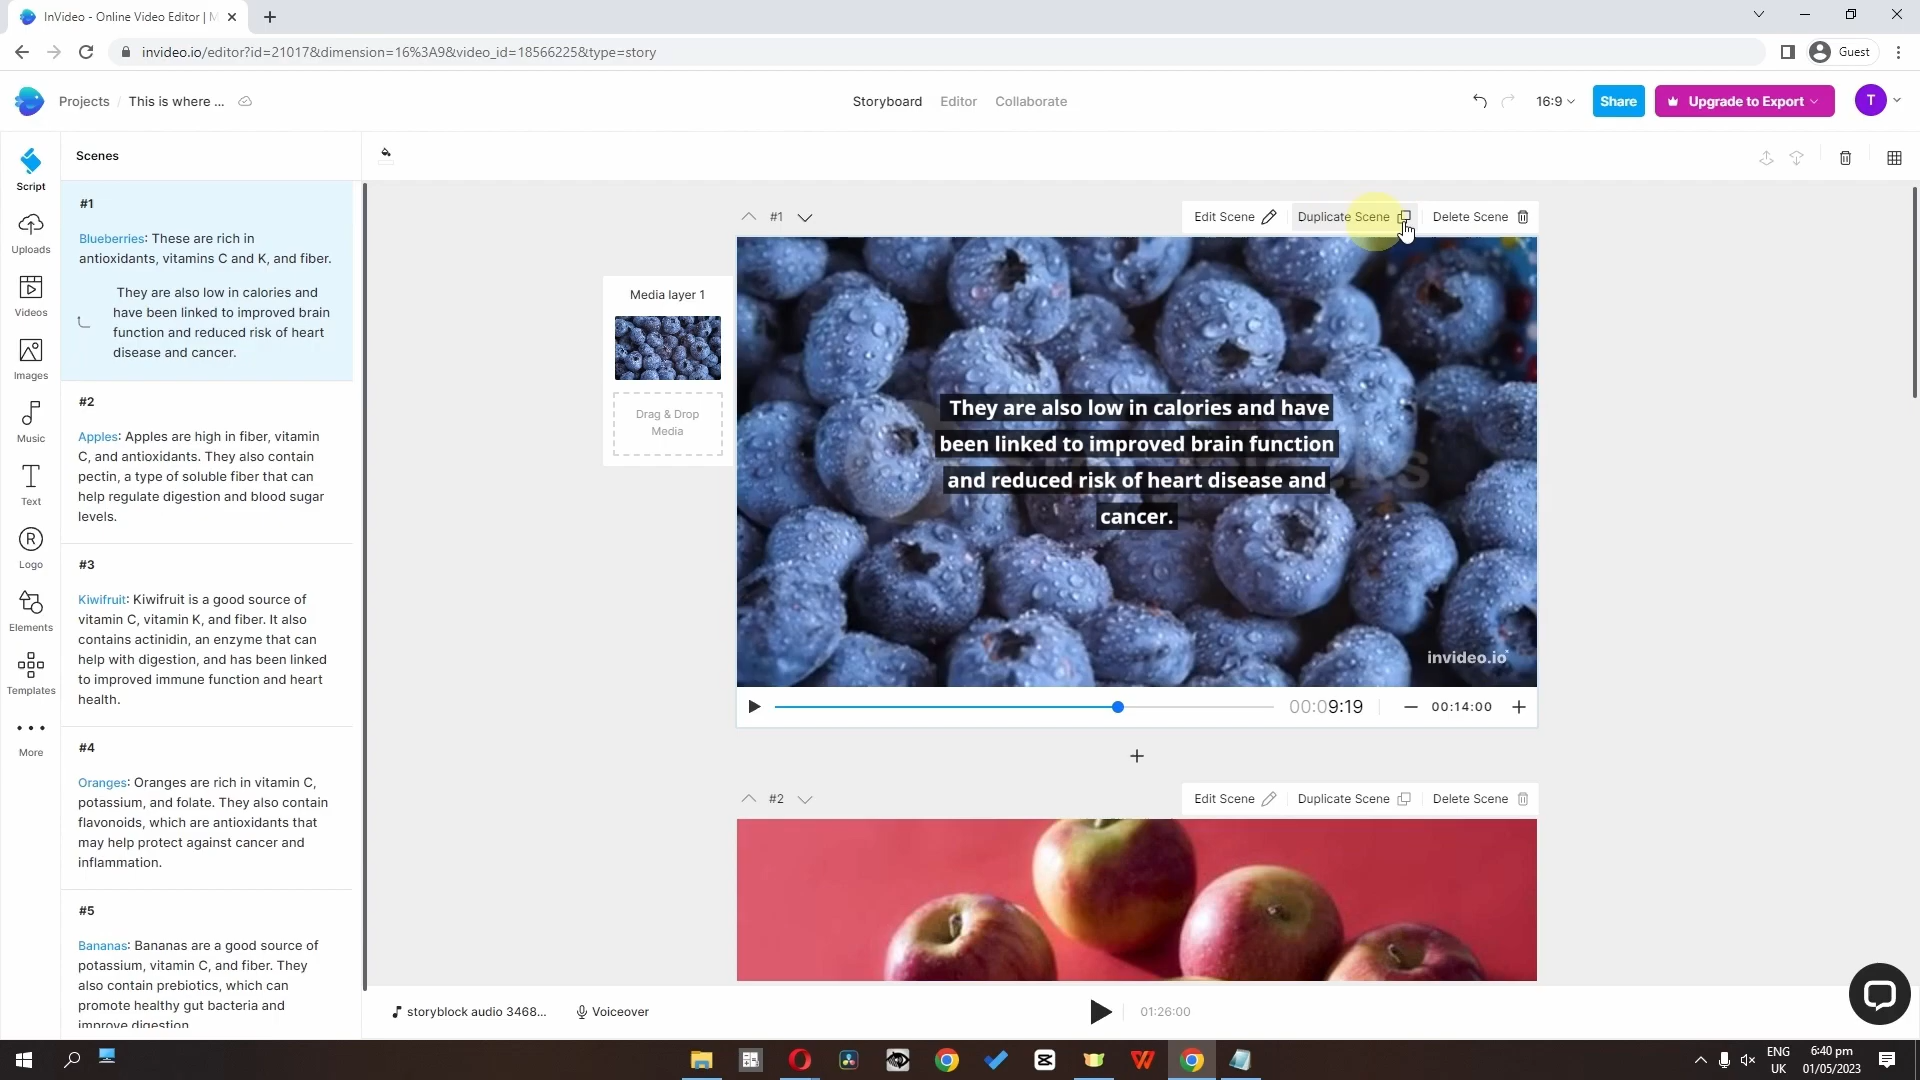 InVideo - Online Video Editor | M
invideo.io/editor?id=21017&dimension=16%3A9&video_id=18566225&type=story
Guest
Projects / This is where ...
Storyboard
Editor
Collaborate
16:9
Share
Upgrade to Export
T
Script
Uploads
Videos
Images
Music
Text
Logo
Elements
Templates
More
Scenes
#1
Blueberries: These are rich in
antioxidants, vitamins C and K, and fiber.
They are also low in calories and
have been linked to improved brain
function and reduced risk of heart
disease and cancer.
#2
Apples: Apples are high in fiber, vitamin
C, and antioxidants. They also contain
pectin, a type of soluble fiber that can
help regulate digestion and blood sugar
levels.
#3
Kiwifruit: Kiwifruit is a good source of
vitamin C, vitamin K, and fiber. It also
contains actinidin, an enzyme that can
help with digestion, and has been linked
to improved immune function and heart
health.
#4
Oranges: Oranges are rich in vitamin C,
potassium, and folate. They also contain
flavonoids, which are antioxidants that
may help protect against cancer and
inflammation.
#5
Bananas: Bananas are a good source of
potassium, vitamin C, and fiber. They
also contain prebiotics, which can
promote healthy gut bacteria and
improve digestion
#1
Edit Scene
Duplicate Scene
Delete Scene
Media layer 1
Drag & Drop
Media
They are also low in calories and have
been linked to improved brain function
and reduced risk of heart disease and
cancer.
invideo.io
00:09:19
00:14:00
#2
Edit Scene
Duplicate Scene
Delete Scene
storyblock audio 3468...
Voiceover
01:26:00
ENG
UK
6:40 pm
01/05/2023